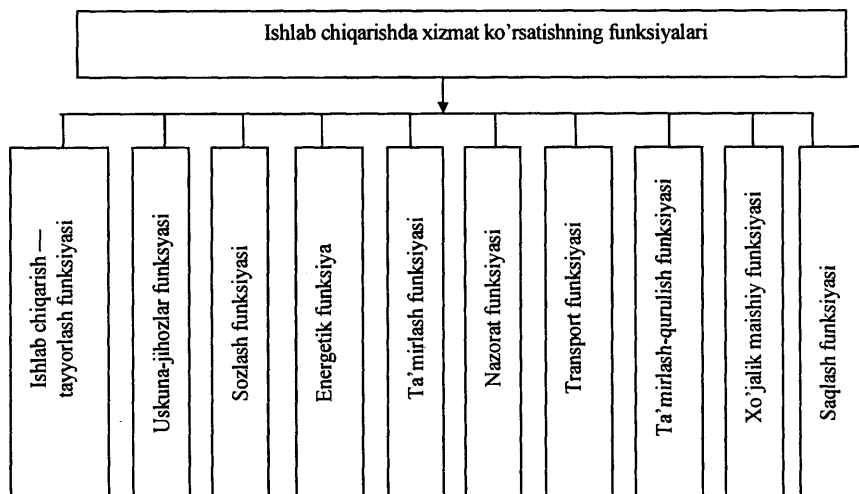 Ishlab chiqarishda xizmat ko’rsatishning funksiyalari
Ishlab chiqarish —
tayyorlash funksiyasi
Uskuna-jihozlar funksyasi
Sozlash funksiyasi
Energetik funksiya
Ta’mirlash funksiyasi
Nazorat funksiyasi
Transport funksiyasi
Ta’mirlash-qurulish funksiyasi
Xo’jalik maishiy funksiyasi
Saqlash funksiyasi